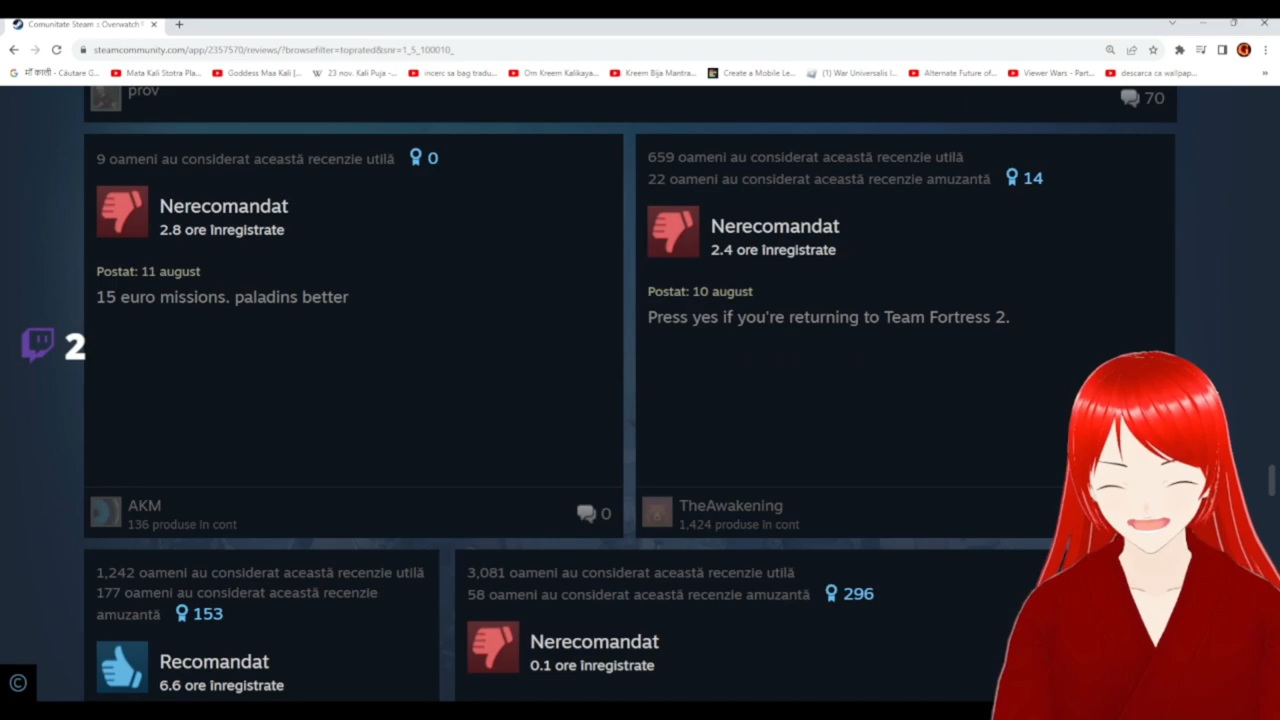 Comunitate Steam :: Overwatch
steamcommunity.com/app/2357570/reviews/?browsefilter=toprated&snr=1_5_100010_
माँ काली - Căutare G...
Mata Kali Stotra Pla...
Goddess Maa Kali [...
23 nov. Kali Puja -...
incerc sa bag tradu...
Om Kreem Kalikaya...
Kreem Bija Mantra...
Create a Mobile Le...
(1) War Universalis I...
Alternate Future of...
Viewer Wars - Part...
descarca ca wallpap...
»
prov
70
9 oameni au considerat această recenzie utilă
0
Nerecomandat
2.8 ore înregistrate
Postat: 11 august
15 euro missions. paladins better
AKM
136 produse în cont
0
659 oameni au considerat această recenzie utilă
22 oameni au considerat această recenzie amuzantă
14
Nerecomandat
2.4 ore înregistrate
Postat: 10 august
Press yes if you're returning to Team Fortress 2.
TheAwakening
1,424 produse în cont
2
1,242 oameni au considerat această recenzie utilă
177 oameni au considerat această recenzie
amuzantă
153
Recomandat
6.6 ore înregistrate
3,081 oameni au considerat această recenzie utilă
58 oameni au considerat această recenzie amuzantă
296
Nerecomandat
0.1 ore înregistrate
©